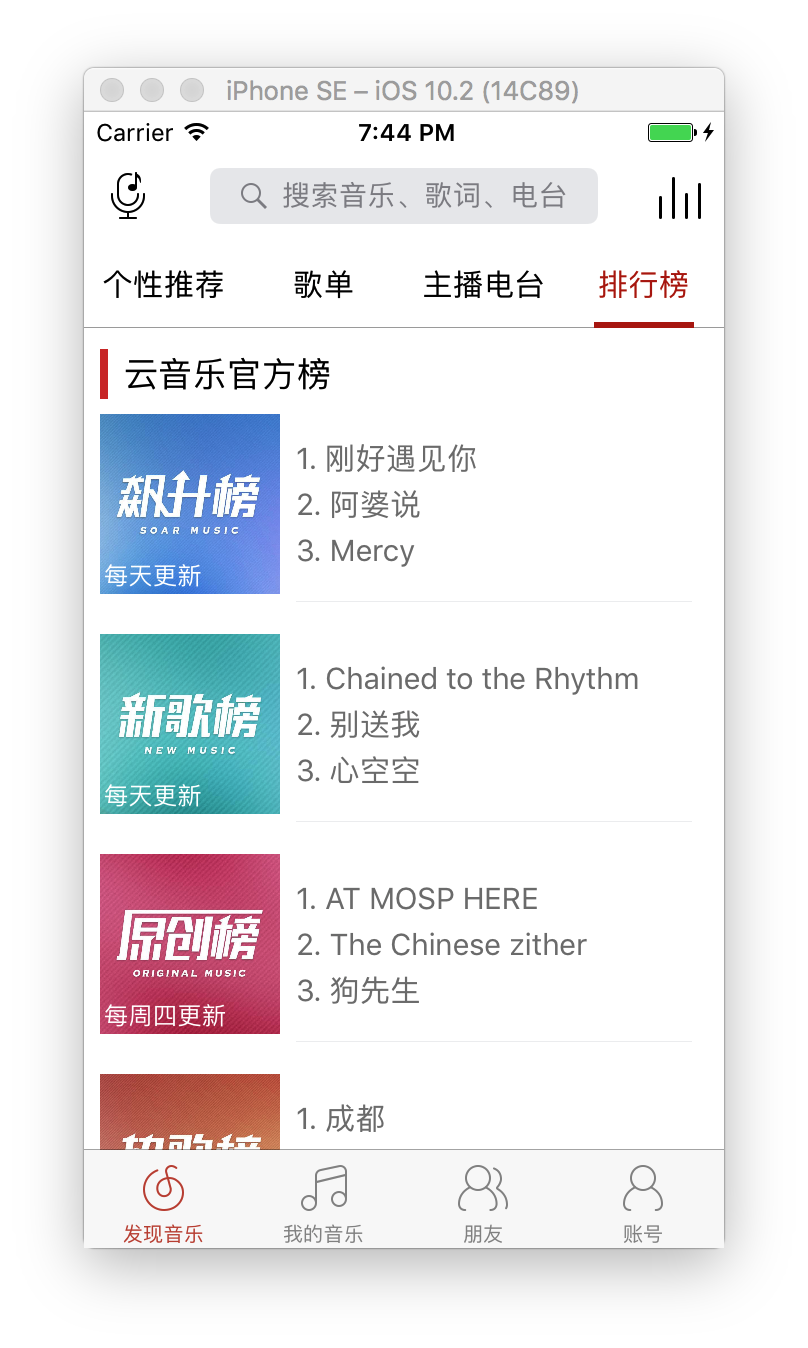 iPhone SE – iOS 10.2 (14C89)
Carrier 7:44 PM
搜索音乐、歌词、电台
个性推荐 歌单 主播电台 排行榜
云音乐官方榜
飙升榜
SOAR MUSIC
每天更新
1. 刚好遇见你
2. 阿婆说
3. Mercy
新歌榜
NEW MUSIC
每天更新
1. Chained to the Rhythm
2. 别送我
3. 心空空
原创榜
ORIGINAL MUSIC
每周四更新
1. AT MOSP HERE
2. The Chinese zither
3. 狗先生
热歌榜
1. 成都
发现音乐 我的音乐 朋友 账号